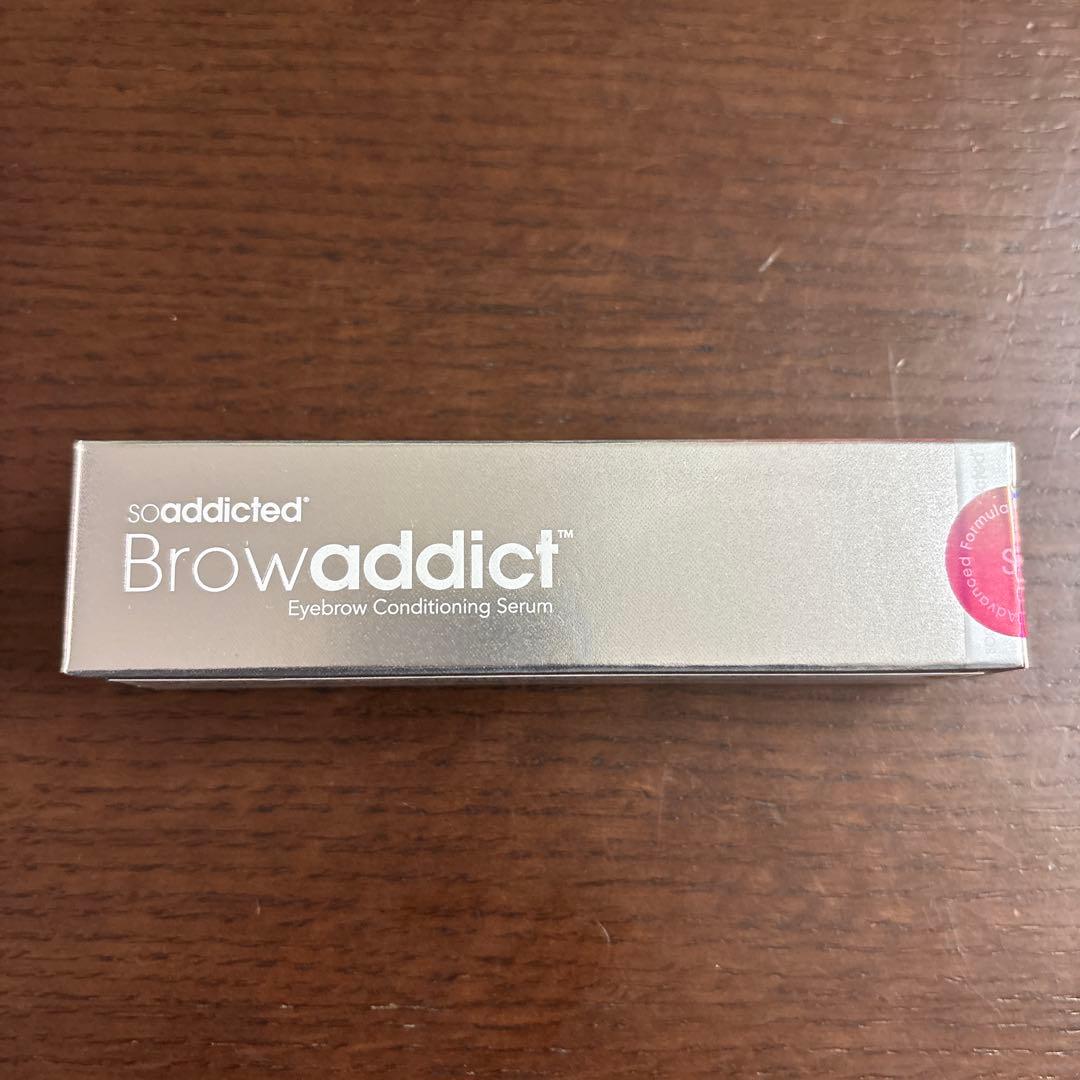 soaddicted®
Browaddict™
Eyebrow Conditioning Serum
Advanced Formula